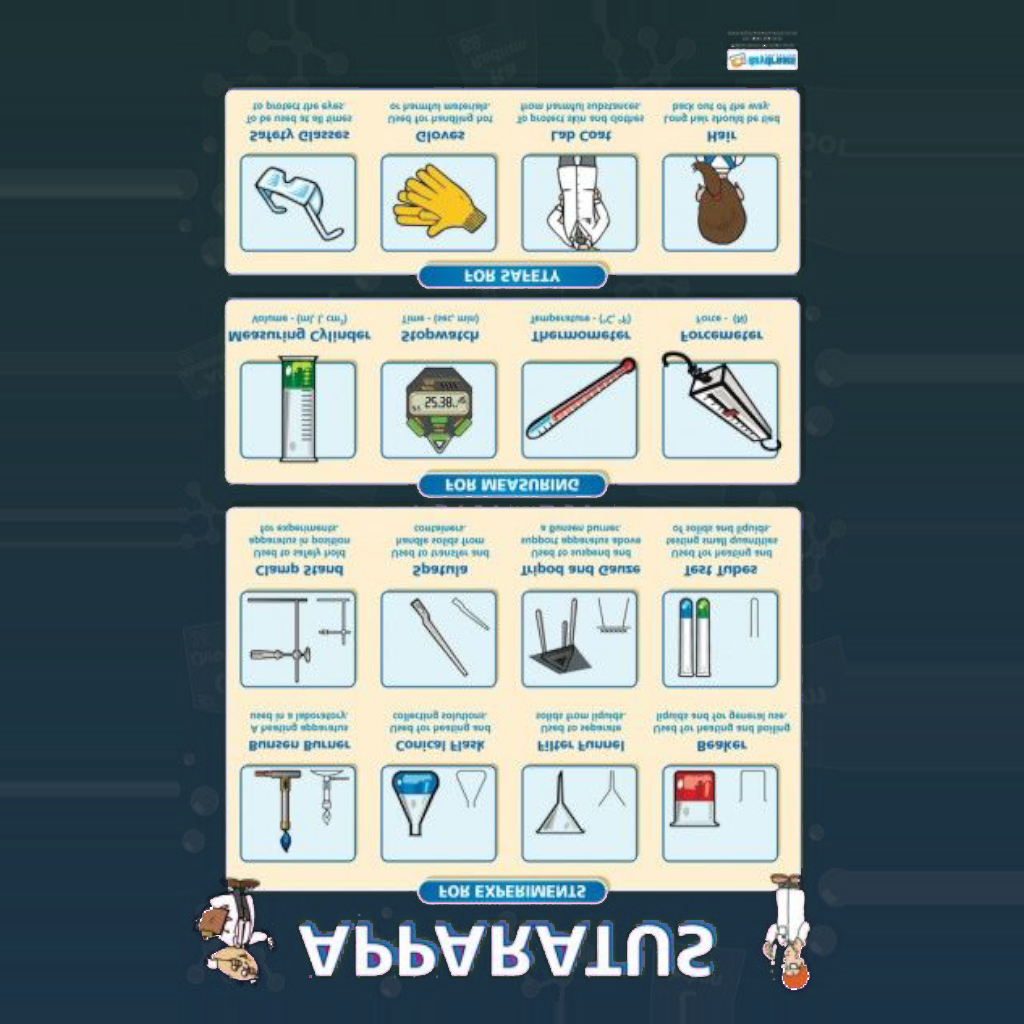 APPARATUS
FOR EXPERIMENTS
Bunsen Burner
A heating apparatus
used in a laboratory.
Conical Flask
Used for heating and
collecting solutions.
Filter Funnel
Used to separate
solids from liquids.
Beaker
Used for heating and boiling
liquids and for general use.
Clamp Stand
Used to safely hold
apparatus in position
for experiments.
Spatula
Used to transfer and
handle solids from
containers.
Tripod and Gauze
Used to suspend and
support apparatus above
a Bunsen burner.
Test Tubes
Used for heating and
testing small quantities
of solids and liquids.
FOR MEASURING
Measuring Cylinder
Volume - (ml, l, cm³)
Stopwatch
Time - (sec, min)
25.38
Thermometer
Temperature - (°C, °F)
Forcemeter
Force - (N)
FOR SAFETY
Safety Glasses
To be used at all times
to protect the eyes.
Gloves
Used for handling hot
or harmful materials.
Lab Coat
To protect skin and clothes
from harmful substances.
Hair
Long hair should be tied
back out of the way.
daydream